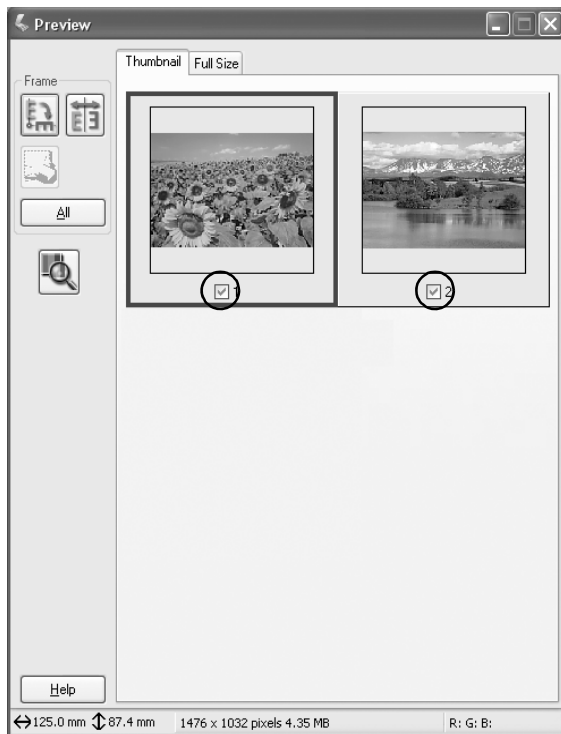 Preview
Thumbnail Full Size
Frame
All
1 2
Help
125.0 mm 87.4 mm 1476 x 1032 pixels 4.35 MB R: G: B: